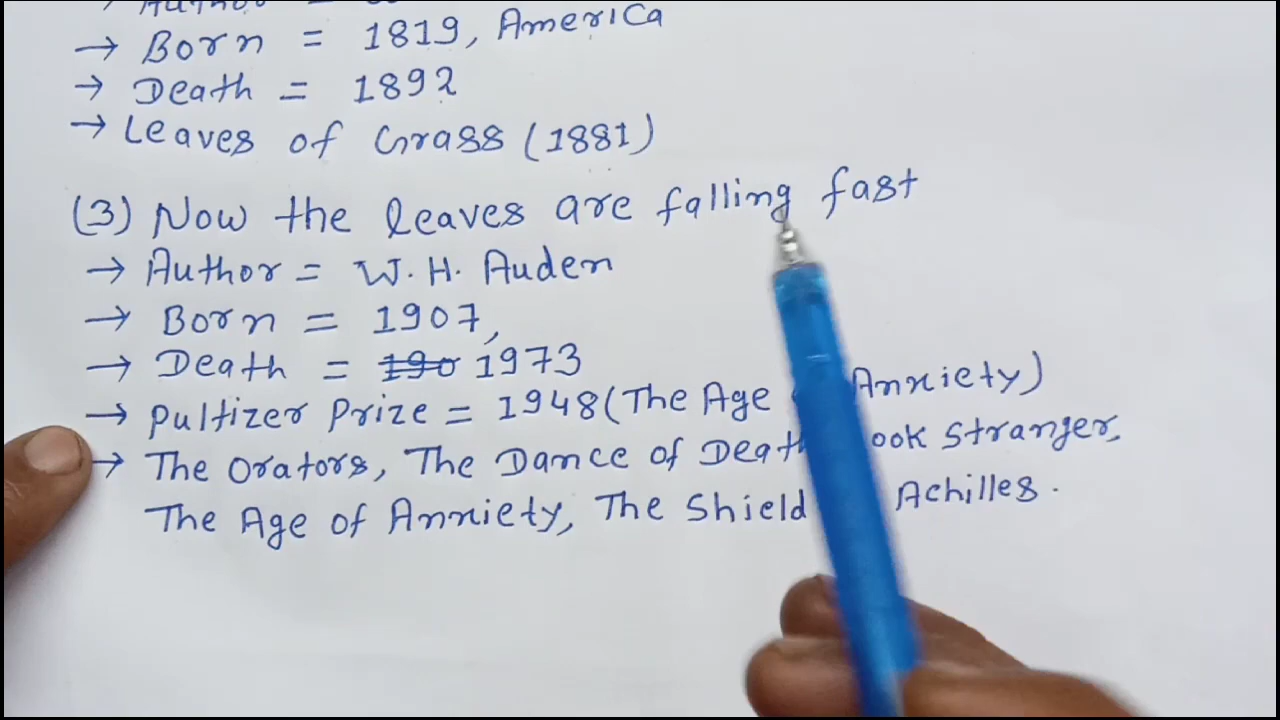 → Author =
→ Born = 1819, America
→ Death = 1892
→ Leaves of Grass (1881)
(3) Now the leaves are falling fast
→ Author = W. H. Auden
→ Born = 1907,
→ Death = 190 1973
→ Pultizer Prize = 1948 (The Age Anxiety)
→ The Orators, The Dance of Death ook Stranger,
The Age of Anxiety, The Shield Achilles.